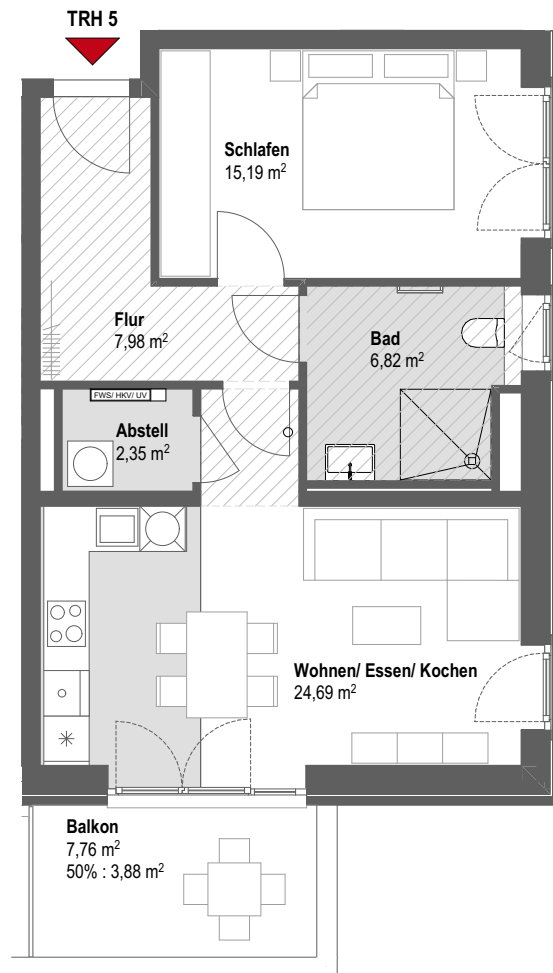 TRH 5
Schlafen
15,19 m²
Flur
7,98 m²
Bad
6,82 m²
FWS/ HKV/ UV
Abstell
2,35 m²
Wohnen/ Essen/ Kochen
24,69 m²
Balkon
7,76 m²
50% : 3,88 m²